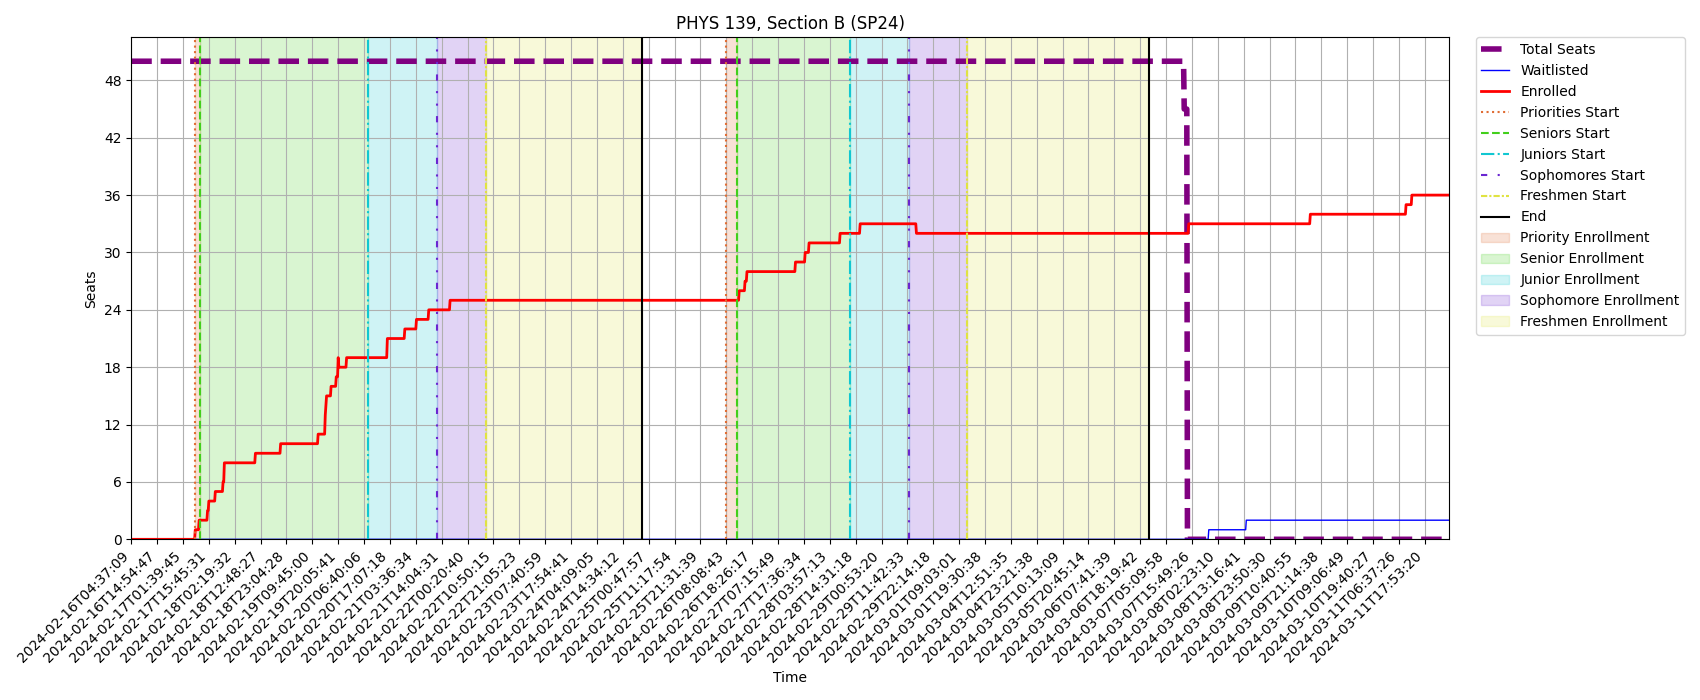 PHYS 139, Section B (SP24)
Total Seats
Waitlisted
Enrolled
Priorities Start
Seniors Start
Juniors Start
Sophomores Start
Freshmen Start
End
Priority Enrollment
Senior Enrollment
Junior Enrollment
Sophomore Enrollment
Freshmen Enrollment
Seats
48
42
36
30
24
18
12
6
0
2024-02-16T04:37:09
2024-02-16T14:54:47
2024-02-17T01:39:45
2024-02-17T15:45:31
2024-02-18T02:19:32
2024-02-18T12:48:27
2024-02-18T23:04:28
2024-02-19T09:45:00
2024-02-19T20:05:41
2024-02-20T06:40:06
2024-02-20T17:07:18
2024-02-21T03:36:34
2024-02-21T14:04:31
2024-02-22T00:20:40
2024-02-22T10:50:15
2024-02-22T21:05:23
2024-02-23T07:40:59
2024-02-23T17:54:41
2024-02-24T04:09:05
2024-02-24T14:34:12
2024-02-25T00:47:57
2024-02-25T11:17:54
2024-02-25T21:31:39
2024-02-26T08:08:43
2024-02-26T18:26:17
2024-02-27T07:15:49
2024-02-27T17:36:34
2024-02-28T03:57:13
2024-02-28T14:31:18
2024-02-29T00:53:20
2024-02-29T11:42:33
2024-02-29T22:14:18
2024-03-01T09:03:01
2024-03-01T19:30:38
2024-03-04T12:51:35
2024-03-04T23:21:38
2024-03-05T10:13:09
2024-03-05T20:45:14
2024-03-06T07:41:39
2024-03-06T18:19:42
2024-03-07T05:09:58
2024-03-07T15:49:26
2024-03-08T02:23:10
2024-03-08T13:16:41
2024-03-08T23:50:30
2024-03-09T10:40:55
2024-03-09T21:14:38
2024-03-10T09:06:49
2024-03-10T19:40:27
2024-03-11T06:37:26
2024-03-11T17:53:20
Time